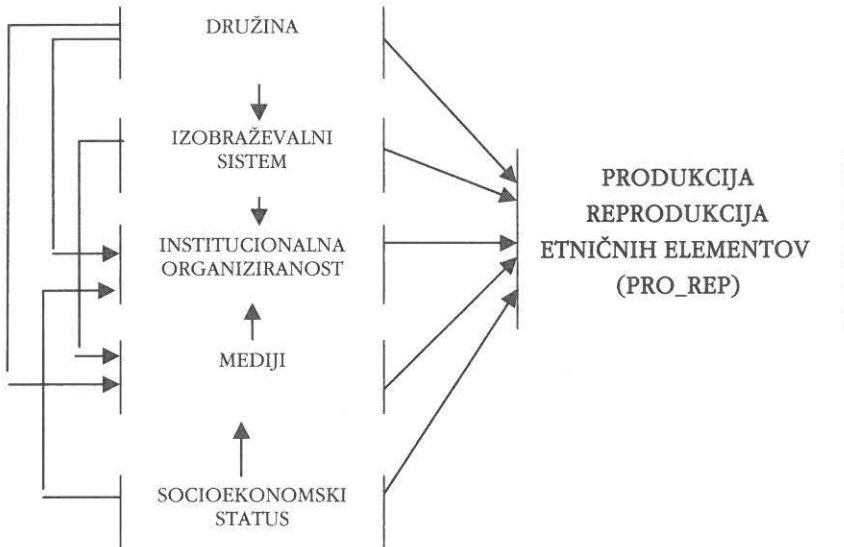 DRUŽINA
IZOBRAŽEVALNI
SISTEM
INSTITUCIONALNA
ORGANIZIRANOST
MEDIJI
SOCIOEKONOMSKI
STATUS
PRODUKCIJA
REPRODUKCIJA
ETNIČNIH ELEMENTOV
(PRO_REP)